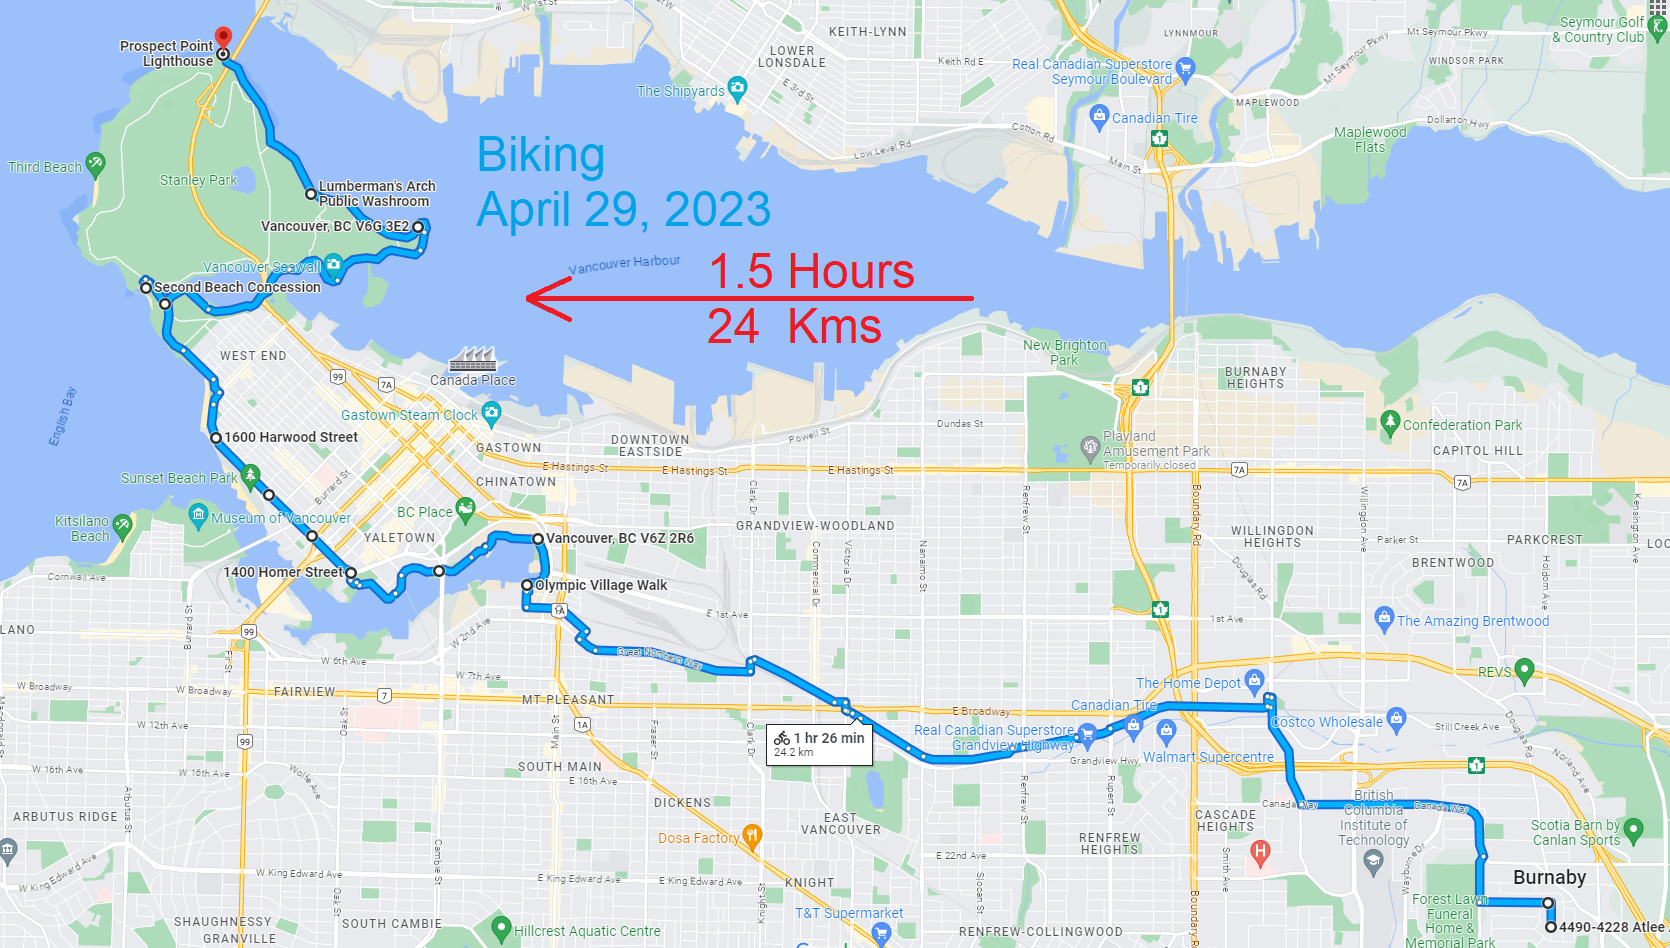 KEITH-LYNN
Seymour Golf
& Country Club
LYNNMOUR
Mt Seymour Pkwy
Prospect Point
Lighthouse
LOWER
LONSDALE
Keith Rd E
Real Canadian Superstore
Seymour Boulevard
Mt Seymour Pkwy
WINDSOR PARK
The Shipyards
E 3rd St
MAPLEWOOD
Canadian Tire
Dollarton Hwy
Cotton Rd
Maplewood
Flats
1
Biking
Low Level Rd
Main St
Third Beach
Stanley Park
Lumberman's Arch
Public Washroom
April 29, 2023
Vancouver, BC V6G 3E2
Vancouver Seawall
Vancouver Harbour
1.5 Hours
Second Beach Concession
24 Kms
WEST END
New Brighton
Park
99
7A
Canada Place
BURNABY
HEIGHTS
1
English Bay
Gastown Steam Clock
Dundas St
Confederation Park
1600 Harwood Street
GASTOWN
DOWNTOWN
EASTSIDE
Powell St
Playland
Amusement Park
Temporarily closed
CAPITOL HILL
E Hastings St
E Hastings St
E Hastings St
7A
7A
Sunset Beach Park
Burrard St
CHINATOWN
Clark Dr
Renfrew St
Boundary Rd
Willingdon Ave
Kensington Ave
Kitsilano
Beach
Museum of Vancouver
BC Place
GRANDVIEW-WOODLAND
WILLINGDON
HEIGHTS
YALETOWN
Vancouver, BC V6Z 2R6
Commercial Dr
Victoria Dr
Nanaimo St
Parker St
PARKCREST
BRENTWOOD
Douglas Rd
Holdom Ave
Cornwall Ave
1400 Homer Street
Olympic Village Walk
1A
E 1st Ave
1
1st Ave
The Amazing Brentwood
LANO
Burrard St
99
W 2nd Ave
Great Northern Way
W 6th Ave
Fir St
W 7th Ave
REVS
W Broadway
W Broadway
FAIRVIEW
7
MT PLEASANT
E Broadway
The Home Depot
Canadian Tire
Costco Wholesale
W 12th Ave
Oak St
1A
Main St
Fraser St
Clark Dr
Real Canadian Superstore
Grandview Highway
Still Creek Ave
Douglas Rd
99
1 hr 26 min
24.2 km
Walmart Supercentre
Grandview Hwy
W 16th Ave
W 16th Ave
Wolfe Ave
SOUTH MAIN
E 16th Ave
1
Norland Ave
Renfrew St
Rupert St
Arbutus St
ARBUTUS RIDGE
DICKENS
EAST
VANCOUVER
Canada Way
Canada Way
British
Columbia
Institute of
Technology
CASCADE
HEIGHTS
Scotia Barn by
Canlan Sports
Dosa Factory
RENFREW
HEIGHTS
Cambie St
E 22nd Ave
H
Smith Ave
Wayburne Dr
W King Edward Ave
W King Edward Ave
E King Edward Ave
E King Edward Ave
KNIGHT
Burnaby
Oak St
Knight St
Slocan St
Boundary Rd
Forest Lawn
Funeral
Home &
Memorial Park
SHAUGHNESSY
GRANVILLE
SOUTH CAMBIE
Hillcrest Aquatic Centre
T&T Supermarket
RENFREW-COLLINGWOOD
4490-4228 Atlee